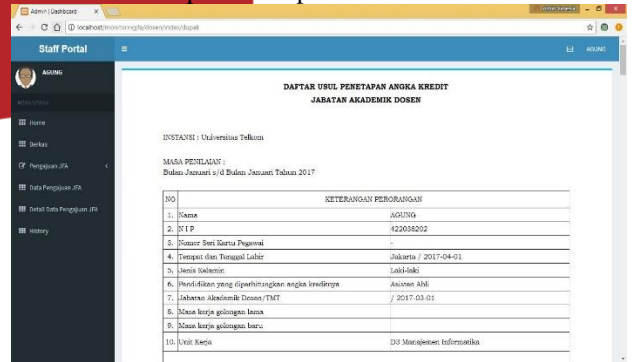 Admin | Dashboard
localhost/monitoringjfa/dosen/index/dupak
Staff Portal
AGUNG
AGUNG
MENU UTAMA
Home
Berkas
Pengajuan JFA
Data Pengajuan JFA
Detail Data Pengajuan JFA
History
DAFTAR USUL PENETAPAN ANGKA KREDIT
JABATAN AKADEMIK DOSEN
INSTANSI : Universitas Telkom
MASA PENILAIAN :
Bulan Januari s/d Bulan Januari Tahun 2017
NO KETERANGAN PERORANGAN
1. Nama AGUNG
2. N I P 422038202
3. Nomor Seri Kartu Pegawai -
4. Tempat dan Tanggal Lahir Jakarta / 2017-04-01
5. Jenis Kelamin Laki-laki
6. Pendidikan yang diperhitungkan angka kreditnya Asisten Ahli
7. Jabatan Akademik Dosen/TMT / 2017-03-01
8. Masa kerja golongan lama
9. Masa kerja golongan baru
10. Unit Kerja D3 Manajemen Informatika